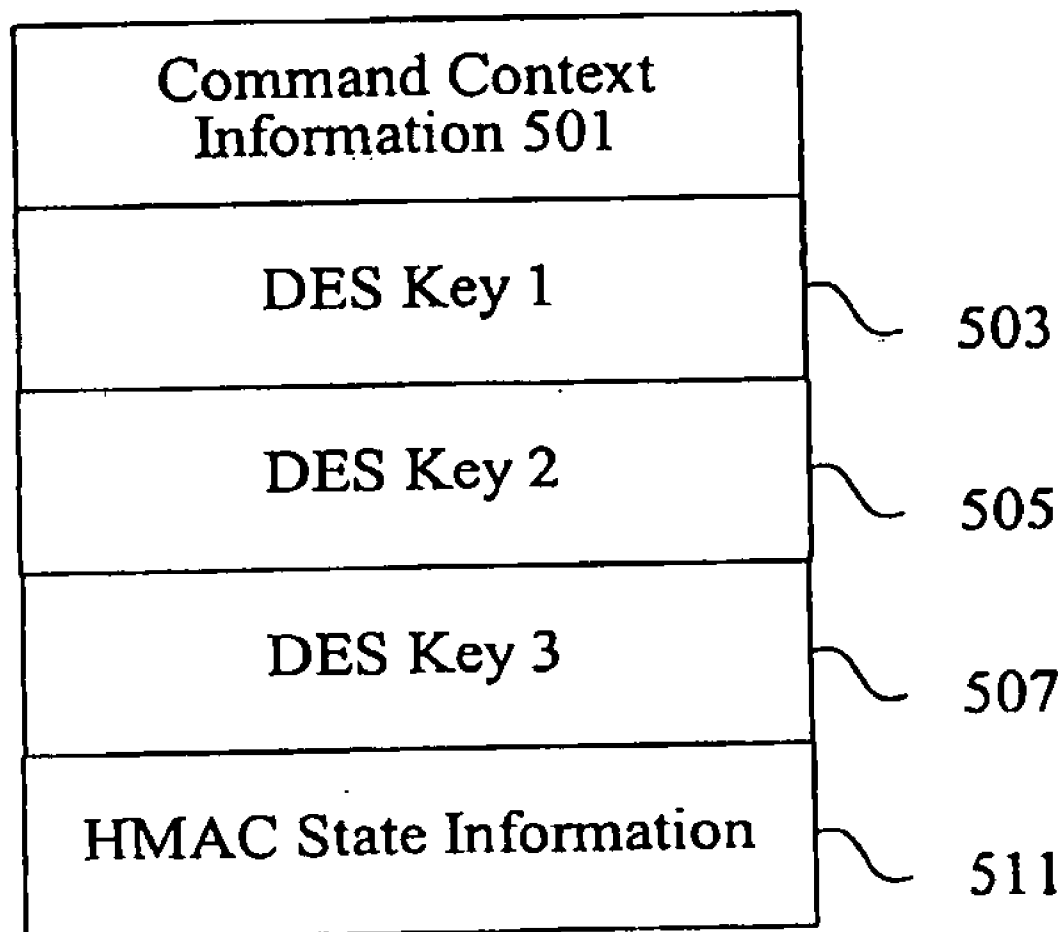 Command Context
Information 501
DES Key 1
503
DES Key 2
505
DES Key 3
507
HMAC State Information
511